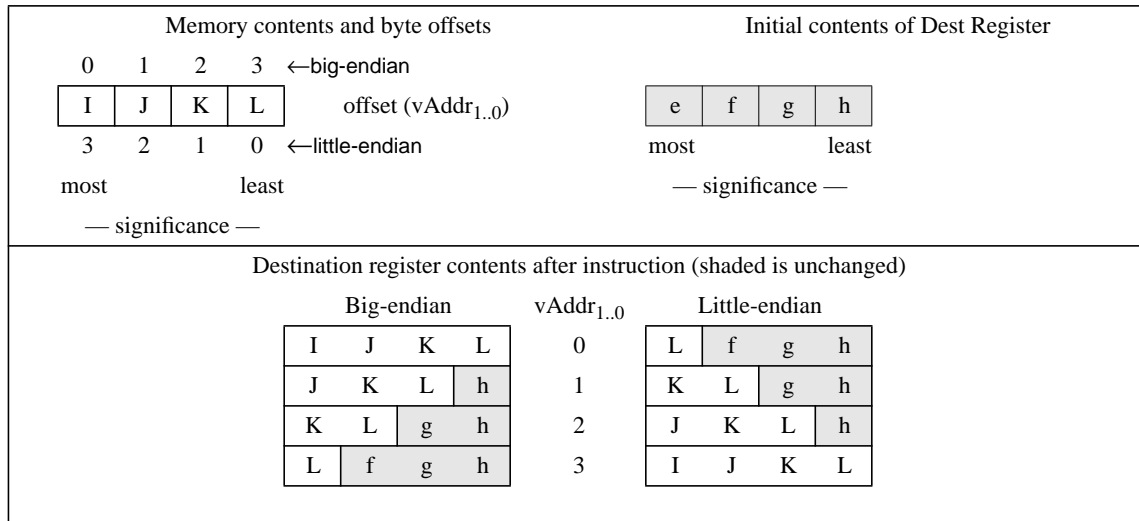 Memory contents and byte offsets
Initial contents of Dest Register
0 1 2 3 ←big-endian
I J K L offset (vAddr1..0)
e f g h
3 2 1 0 ←little-endian
most least
most least
— significance —
— significance —
Destination register contents after instruction (shaded is unchanged)
Big-endian vAddr1..0 Little-endian
I J K L 0 L f g h
J K L h 1 K L g h
K L g h 2 J K L h
L f g h 3 I J K L